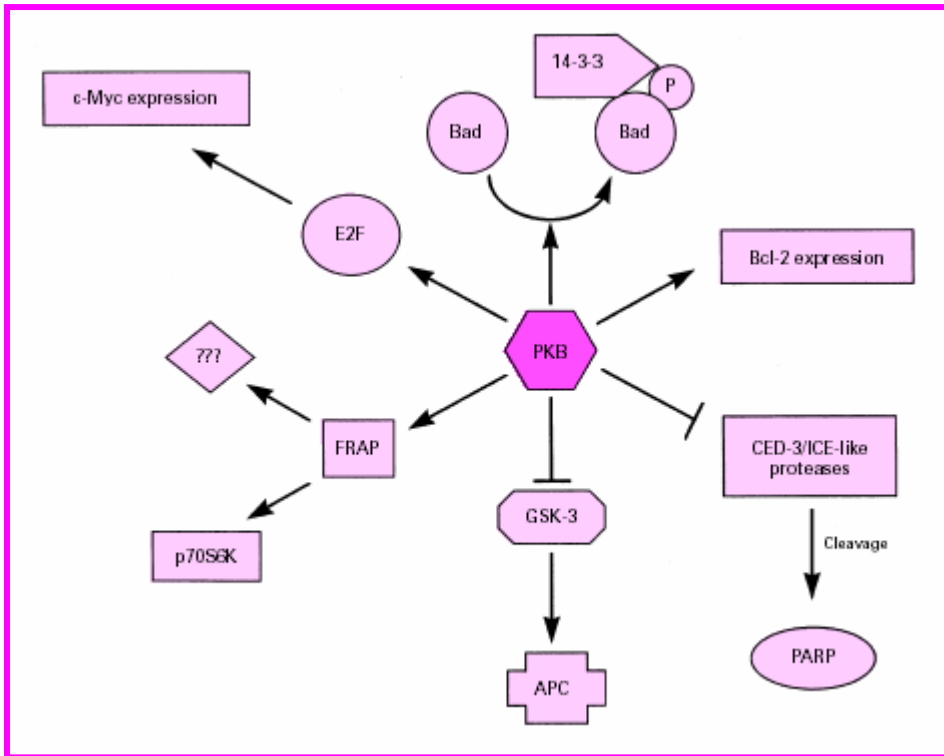 14-3-3
P
c-Myc expression
Bad
Bad
E2F
Bcl-2 expression
???
PKB
FRAP
CED-3/ICE-like
proteases
GSK-3
p70S6K
Cleavage
PARP
APC